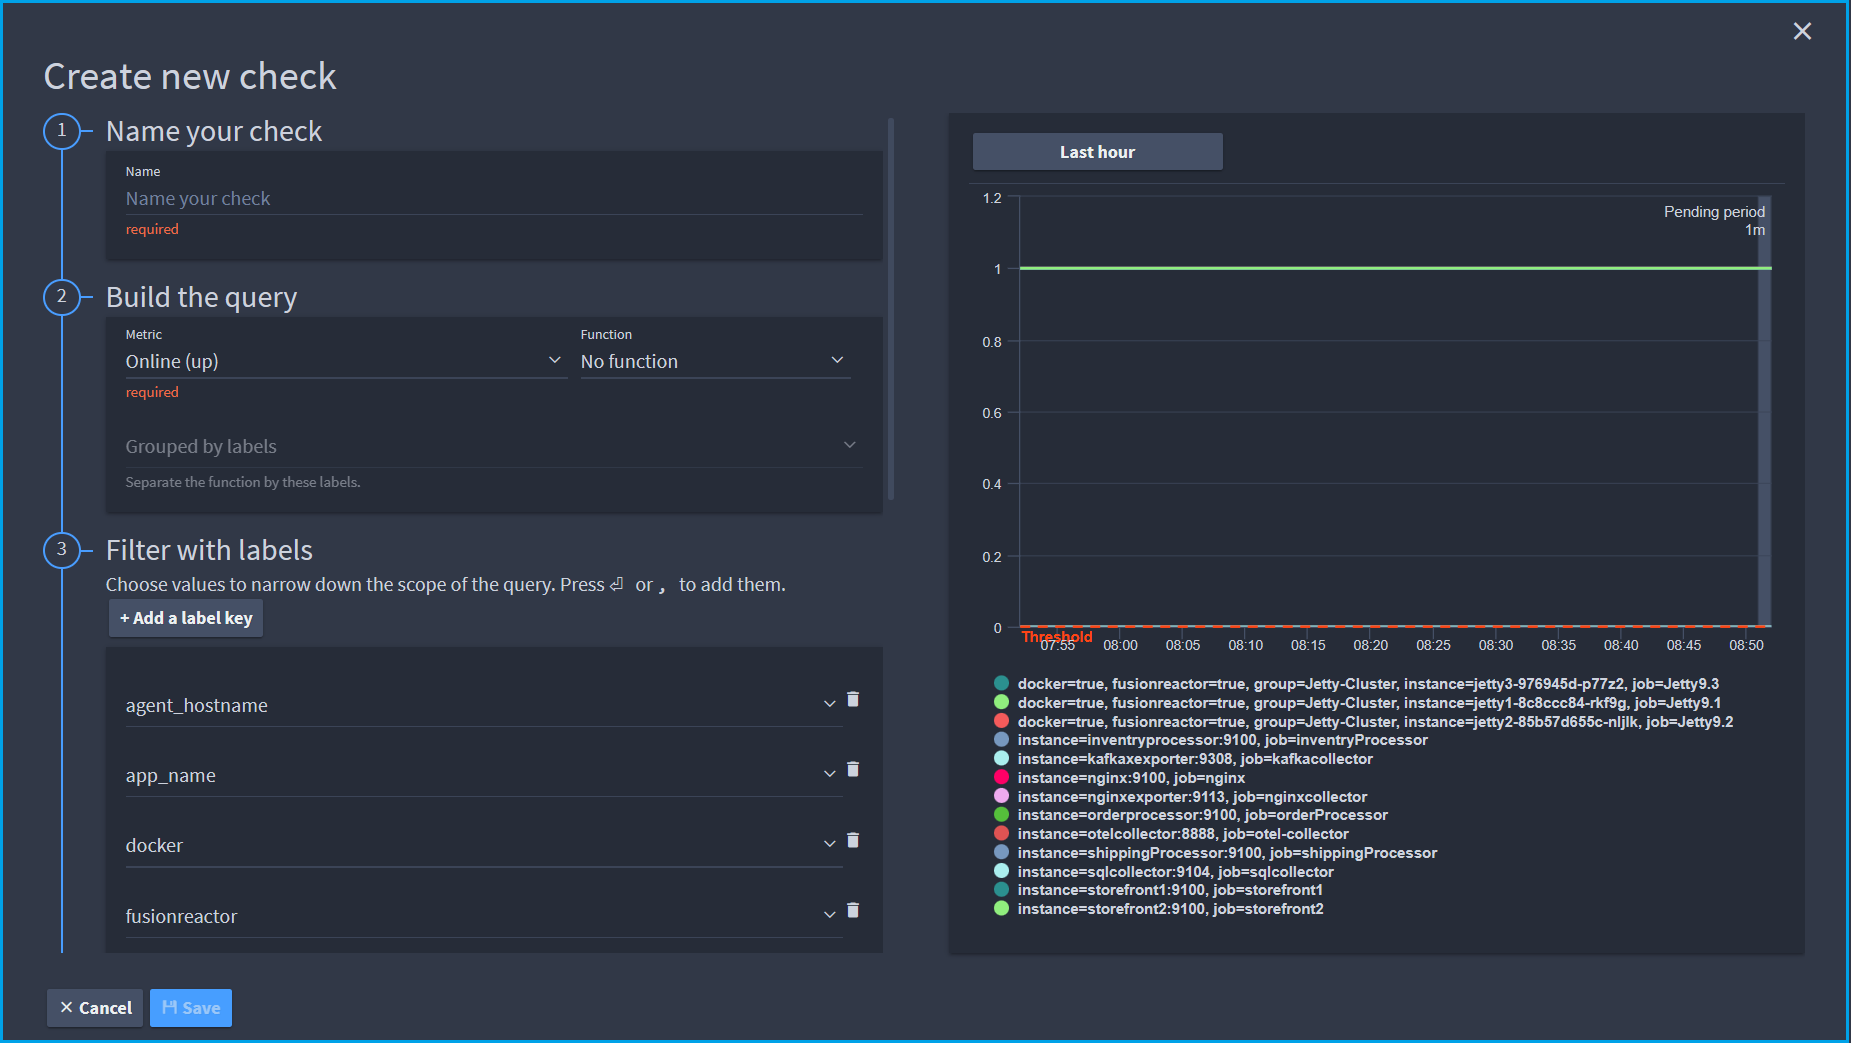 Create new check
1
Name your check
Name
Name your check
required
2
Build the query
Metric
Function
Online (up)
No function
required
Grouped by labels
Separate the function by these labels.
3
Filter with labels
Choose values to narrow down the scope of the query. Press ⏎ or , to add them.
+ Add a label key
agent_hostname
app_name
docker
fusionreactor
Cancel
Save
Last hour
Pending period
1m
1.2
1
0.8
0.6
0.4
0.2
0
Threshold
07:55 08:00 08:05 08:10 08:15 08:20 08:25 08:30 08:35 08:40 08:45 08:50
docker=true, fusionreactor=true, group=Jetty-Cluster, instance=jetty3-976945d-p77z2, job=Jetty9.3
docker=true, fusionreactor=true, group=Jetty-Cluster, instance=jetty1-8c8ccc84-rkf9g, job=Jetty9.1
docker=true, fusionreactor=true, group=Jetty-Cluster, instance=jetty2-85b57d655c-nljlk, job=Jetty9.2
instance=inventryprocessor:9100, job=inventryProcessor
instance=kafkaxexporter:9308, job=kafkacollector
instance=nginx:9100, job=nginx
instance=nginxexporter:9113, job=nginxcollector
instance=orderprocessor:9100, job=orderProcessor
instance=otelcollector:8888, job=otel-collector
instance=shippingProcessor:9100, job=shippingProcessor
instance=sqlcollector:9104, job=sqlcollector
instance=storefront1:9100, job=storefront1
instance=storefront2:9100, job=storefront2